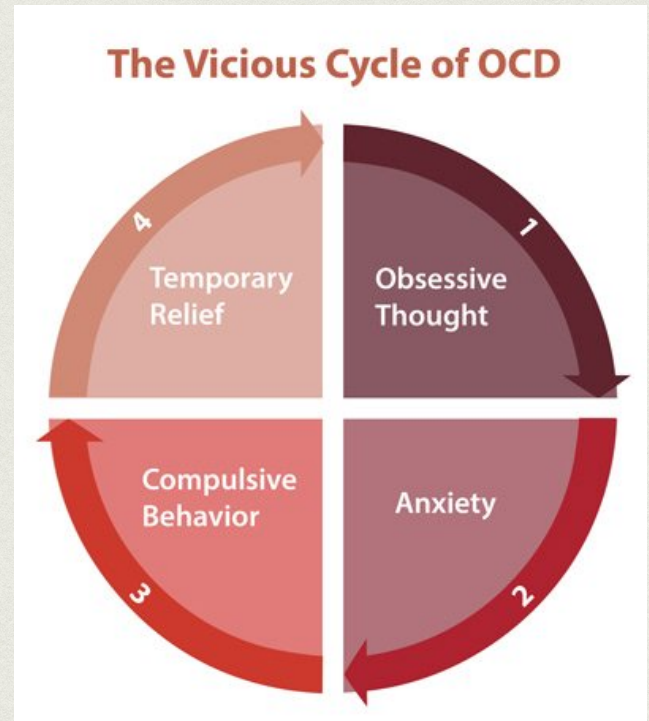 The Vicious Cycle of OCD
1
Obsessive
Thought
2
Anxiety
3
Compulsive
Behavior
4
Temporary
Relief